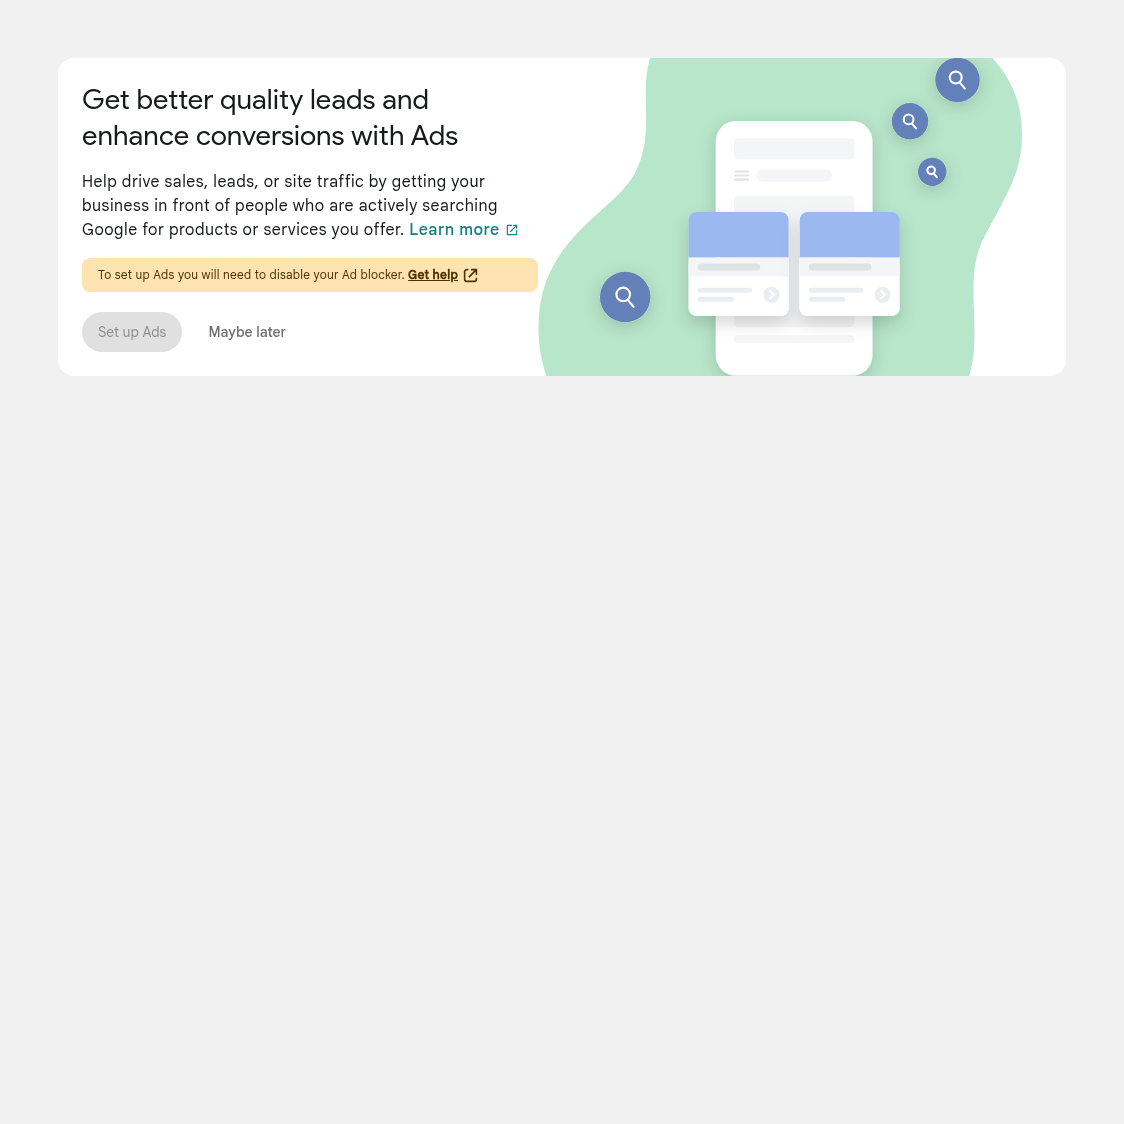 Get better quality leads and
enhance conversions with Ads
Help drive sales, leads, or site traffic by getting your
business in front of people who are actively searching
Google for products or services you offer. Learn more
To set up Ads you will need to disable your Ad blocker. Get help
Set up Ads Maybe later